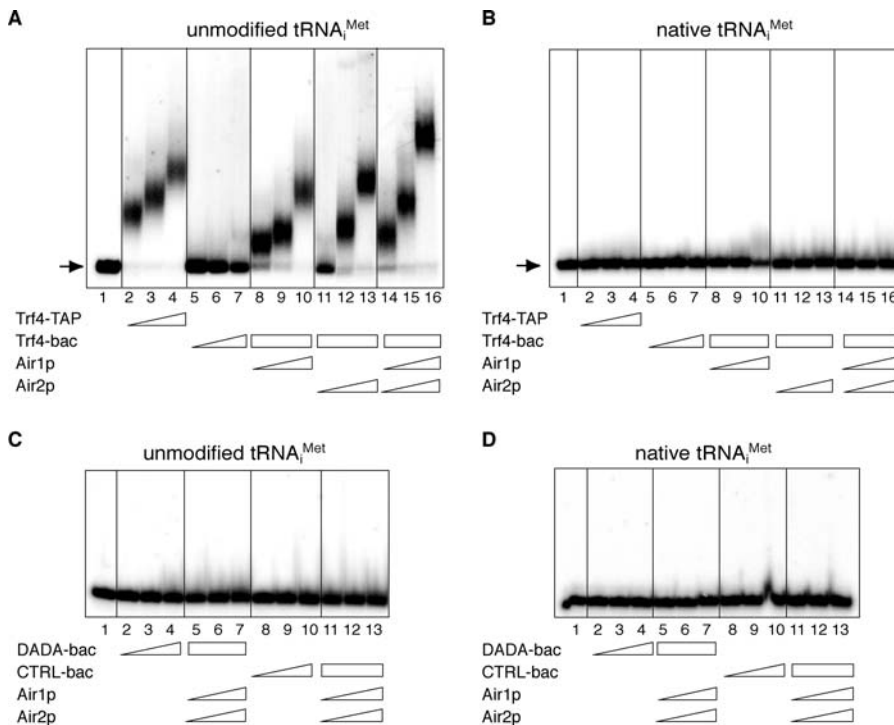 A
unmodified tRNAiMet
1 2 3 4 5 6 7 8 9 10 11 12 13 14 15 16
Trf4-TAP
Trf4-bac
Air1p
Air2p
B
native tRNAiMet
1 2 3 4 5 6 7 8 9 10 11 12 13 14 15 16
Trf4-TAP
Trf4-bac
Air1p
Air2p
C
unmodified tRNAiMet
1 2 3 4 5 6 7 8 9 10 11 12 13
DADA-bac
CTRL-bac
Air1p
Air2p
D
native tRNAiMet
1 2 3 4 5 6 7 8 9 10 11 12 13
DADA-bac
CTRL-bac
Air1p
Air2p